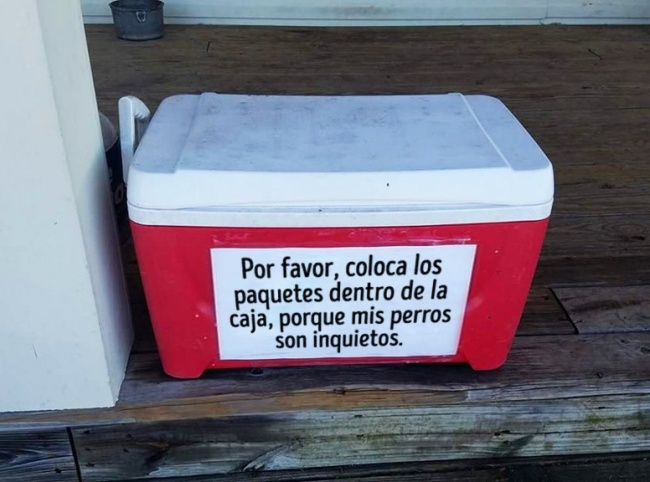 Por favor, coloca los
paquetes dentro de la
caja, porque mis perros
son inquietos.